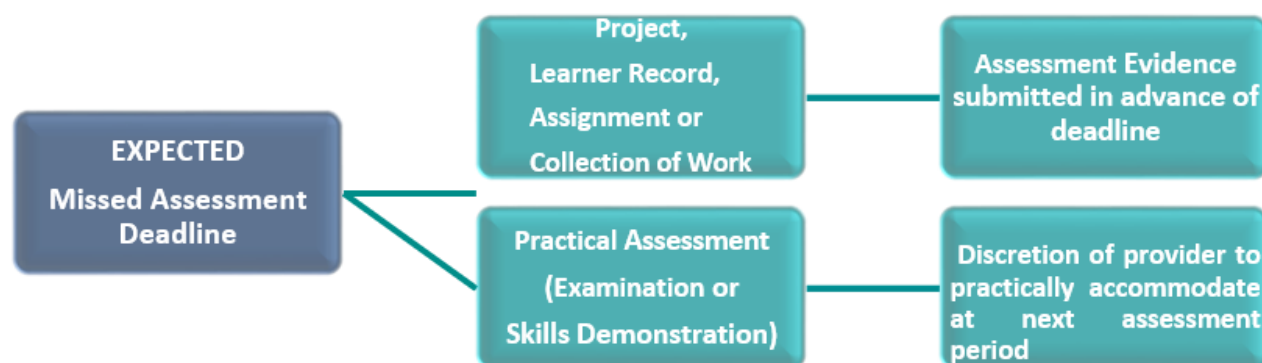 EXPECTED
Missed Assessment
Deadline
Project,
Learner Record,
Assignment or
Collection of Work
Assessment Evidence
submitted in advance of
deadline
Practical Assessment
(Examination or
Skills Demonstration)
Discretion of provider to
practically accommodate
at next assessment
period